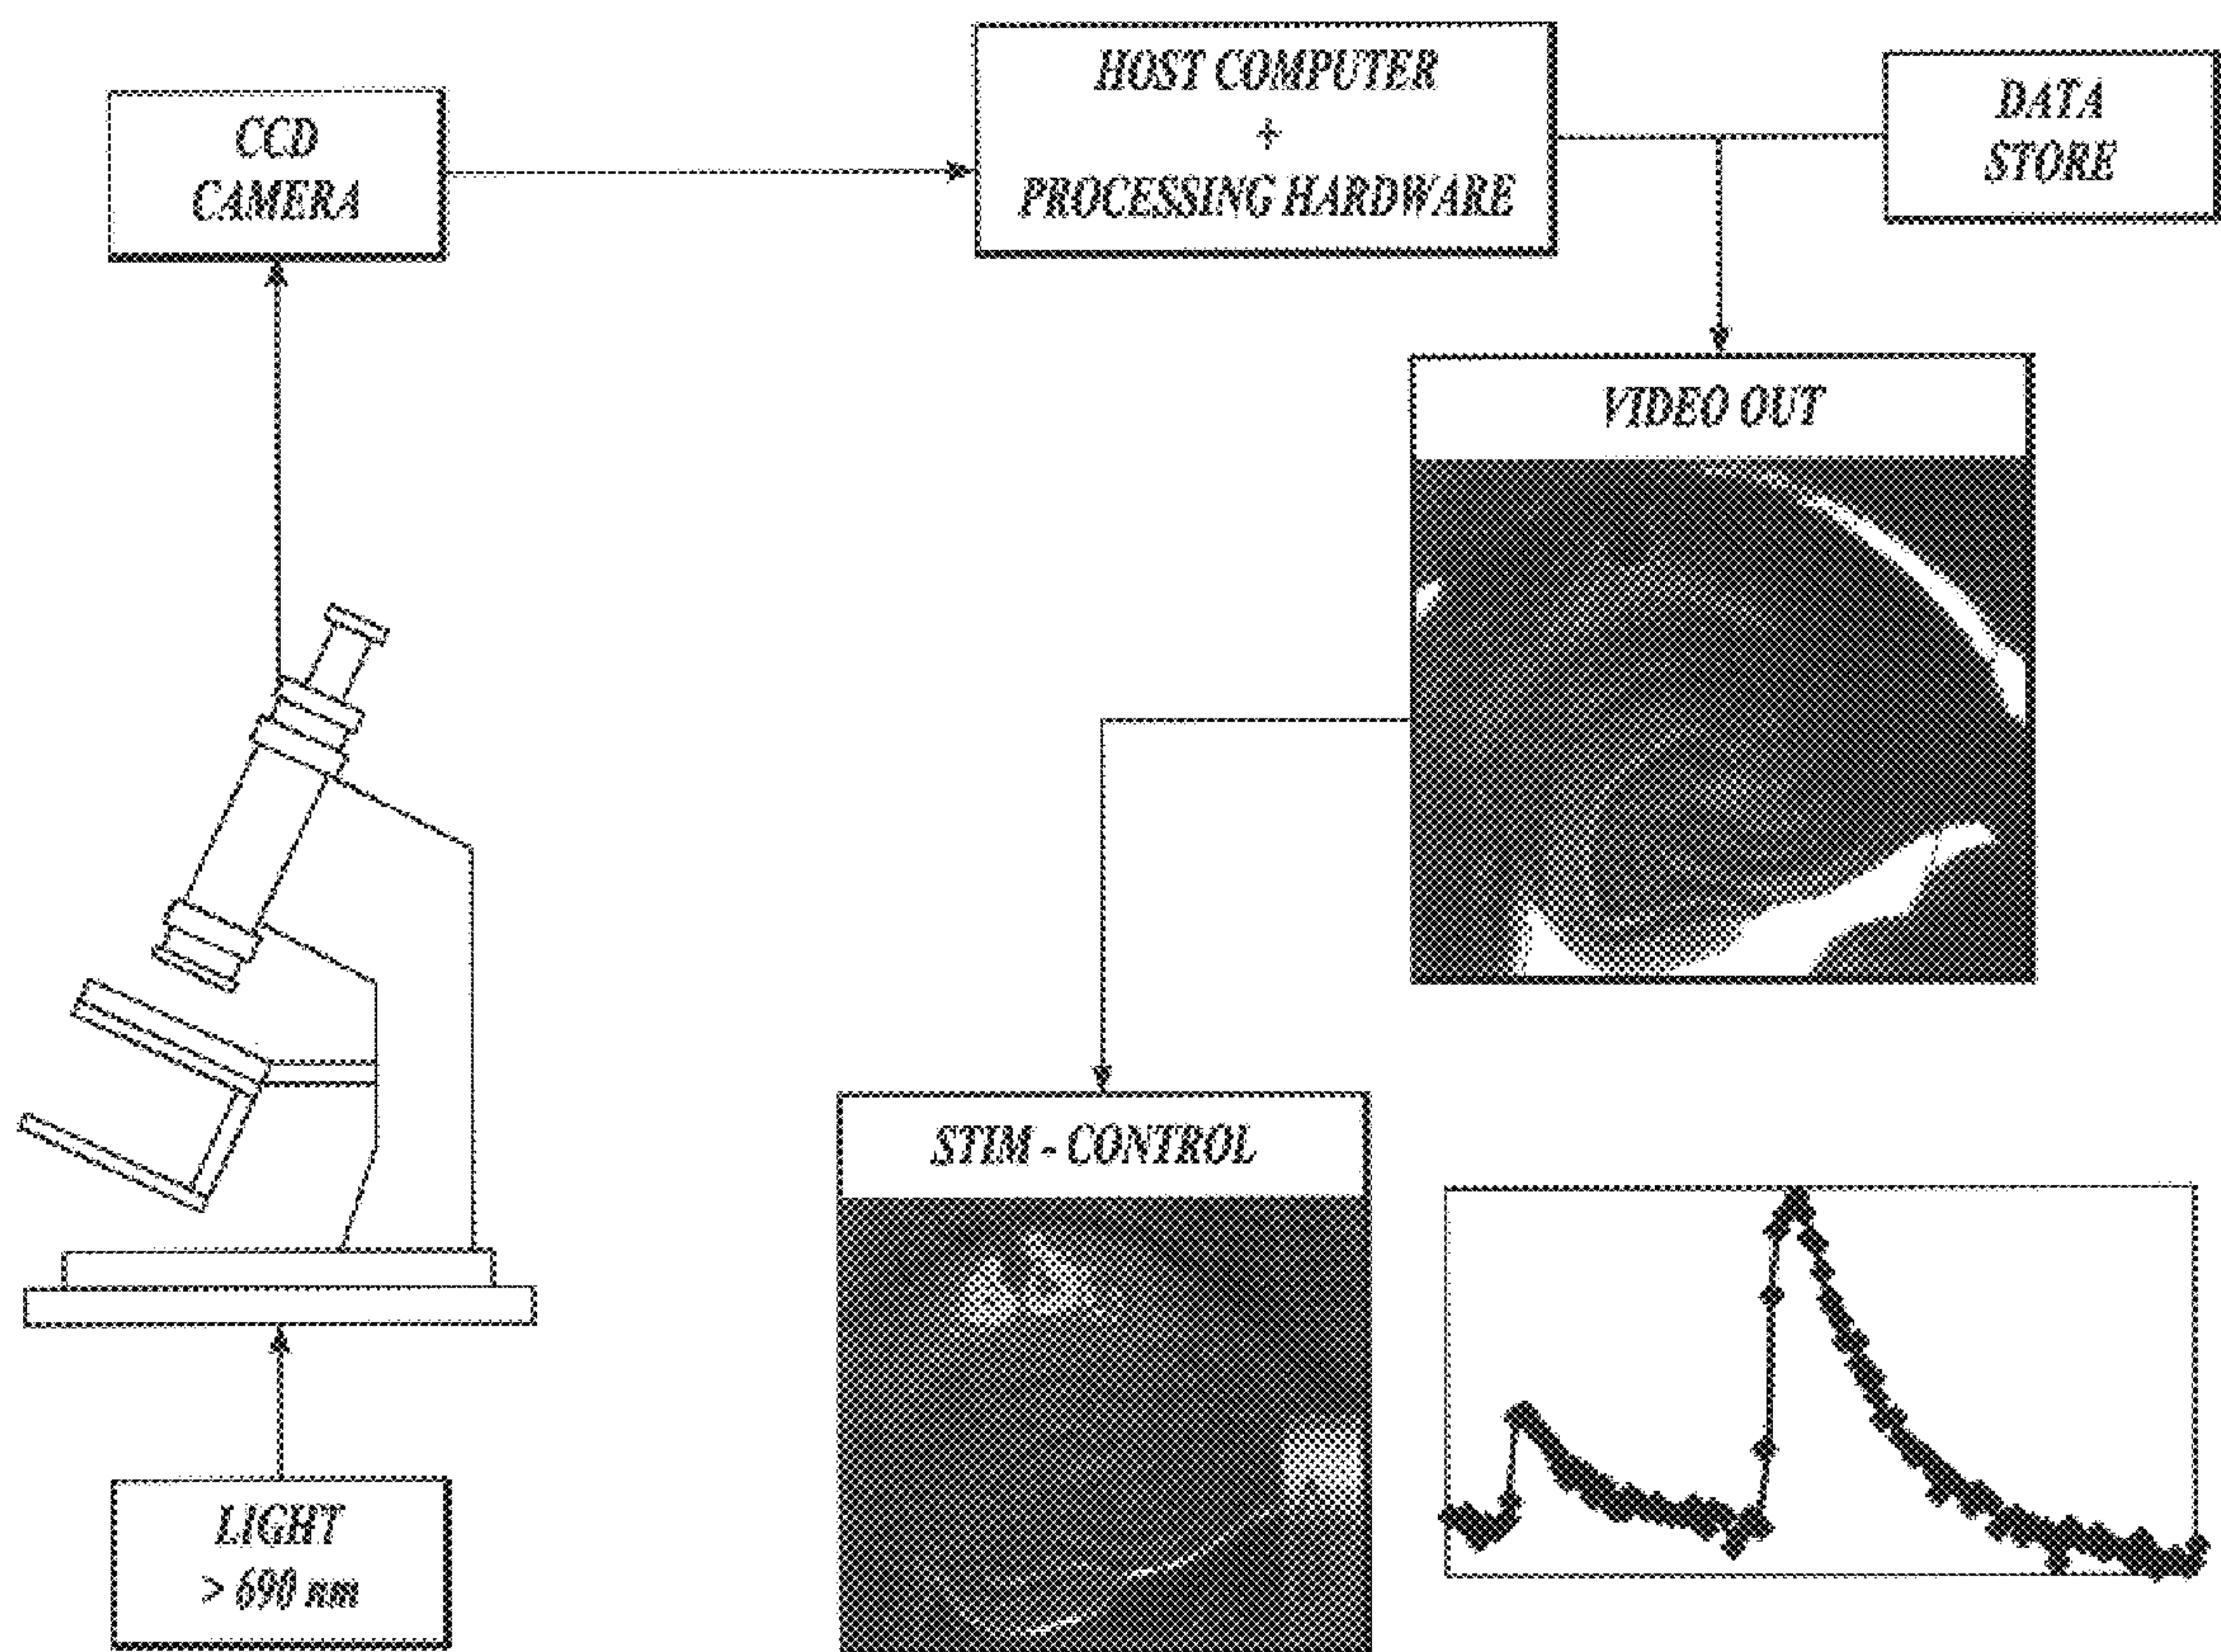 CCD
CAMERA
HOST COMPUTER
+
PROCESSING HARDWARE
DATA
STORE
VIDEO OUT
STIM - CONTROL
LIGHT
> 690 nm